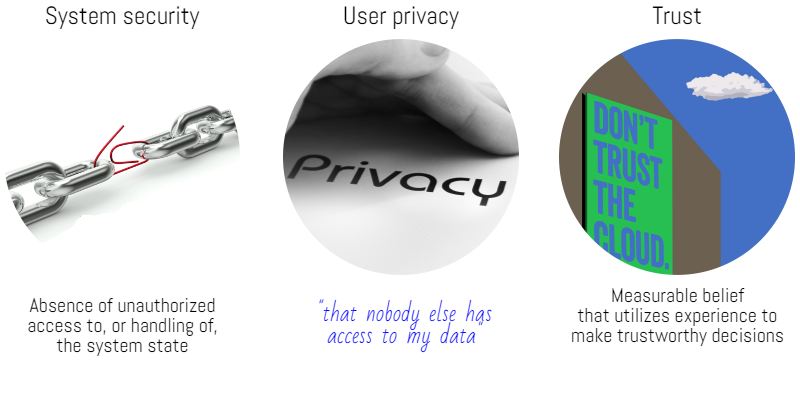 System security
User privacy
Trust
Privacy
DON'T
TRUST
THE
CLOUD.
Absence of unauthorized
access to, or handling of,
the system state
"that nobody else has
access to my data"
Measurable belief
that utilizes experience to
make trustworthy decisions